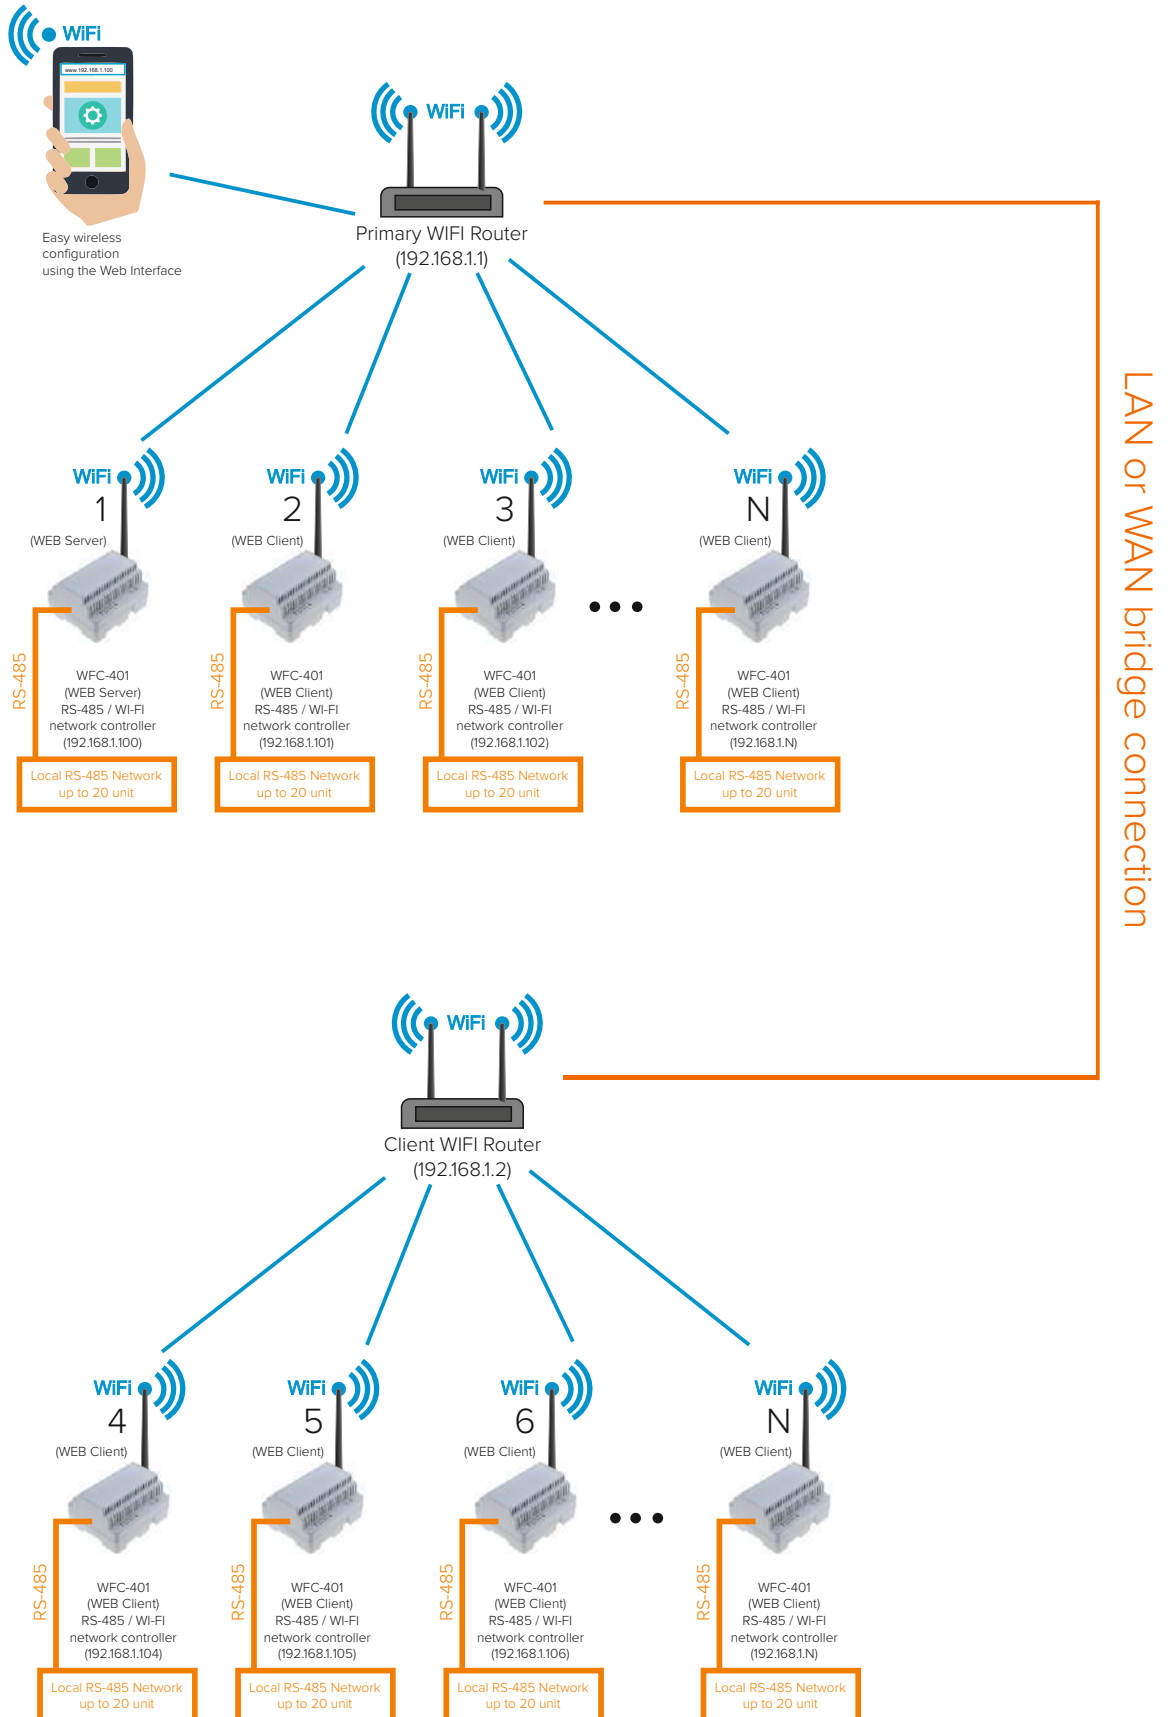 WiFi
www.192.168.1.100
Easy wireless
configuration
using the Web Interface
WiFi
Primary WIFI Router
(192.168.1.1)
LAN or WAN bridge connection
WiFi
1
(WEB Server)
RS-485
WFC-401
(WEB Server)
RS-485 / WI-FI
network controller
(192.168.1.100)
Local RS-485 Network
up to 20 unit
WiFi
2
(WEB Client)
RS-485
WFC-401
(WEB Client)
RS-485 / WI-FI
network controller
(192.168.1.101)
Local RS-485 Network
up to 20 unit
WiFi
3
(WEB Client)
RS-485
WFC-401
(WEB Client)
RS-485 / WI-FI
network controller
(192.168.1.102)
Local RS-485 Network
up to 20 unit
WiFi
N
(WEB Client)
RS-485
WFC-401
(WEB Client)
RS-485 / WI-FI
network controller
(192.168.1.N)
Local RS-485 Network
up to 20 unit
WiFi
Client WIFI Router
(192.168.1.2)
WiFi
4
(WEB Client)
RS-485
WFC-401
(WEB Client)
RS-485 / WI-FI
network controller
(192.168.1.104)
Local RS-485 Network
up to 20 unit
WiFi
5
(WEB Client)
RS-485
WFC-401
(WEB Client)
RS-485 / WI-FI
network controller
(192.168.1.105)
Local RS-485 Network
up to 20 unit
WiFi
6
(WEB Client)
RS-485
WFC-401
(WEB Client)
RS-485 / WI-FI
network controller
(192.168.1.106)
Local RS-485 Network
up to 20 unit
WiFi
N
(WEB Client)
RS-485
WFC-401
(WEB Client)
RS-485 / WI-FI
network controller
(192.168.1.N)
Local RS-485 Network
up to 20 unit